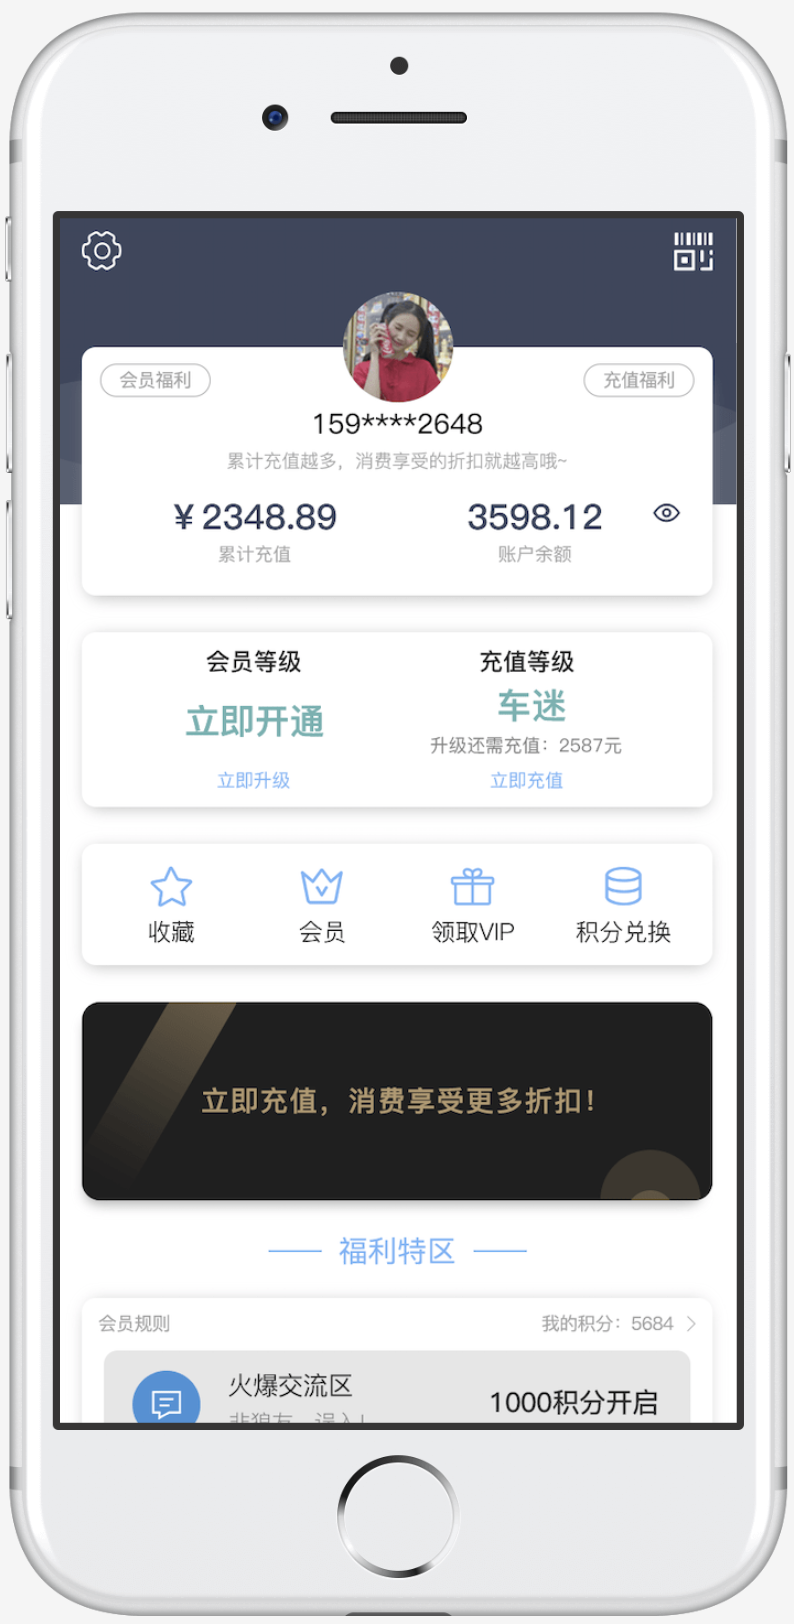 会员福利
充值福利
159****2648
累计充值越多，消费享受的折扣就越高哦~
¥ 2348.89
3598.12
累计充值
账户余额
会员等级
充值等级
立即开通
车迷
升级还需充值：2587元
立即升级
立即充值
收藏
会员
领取VIP
积分兑换
立即充值，消费享受更多折扣！
福利特区
会员规则
我的积分：5684
火爆交流区
1000积分开启